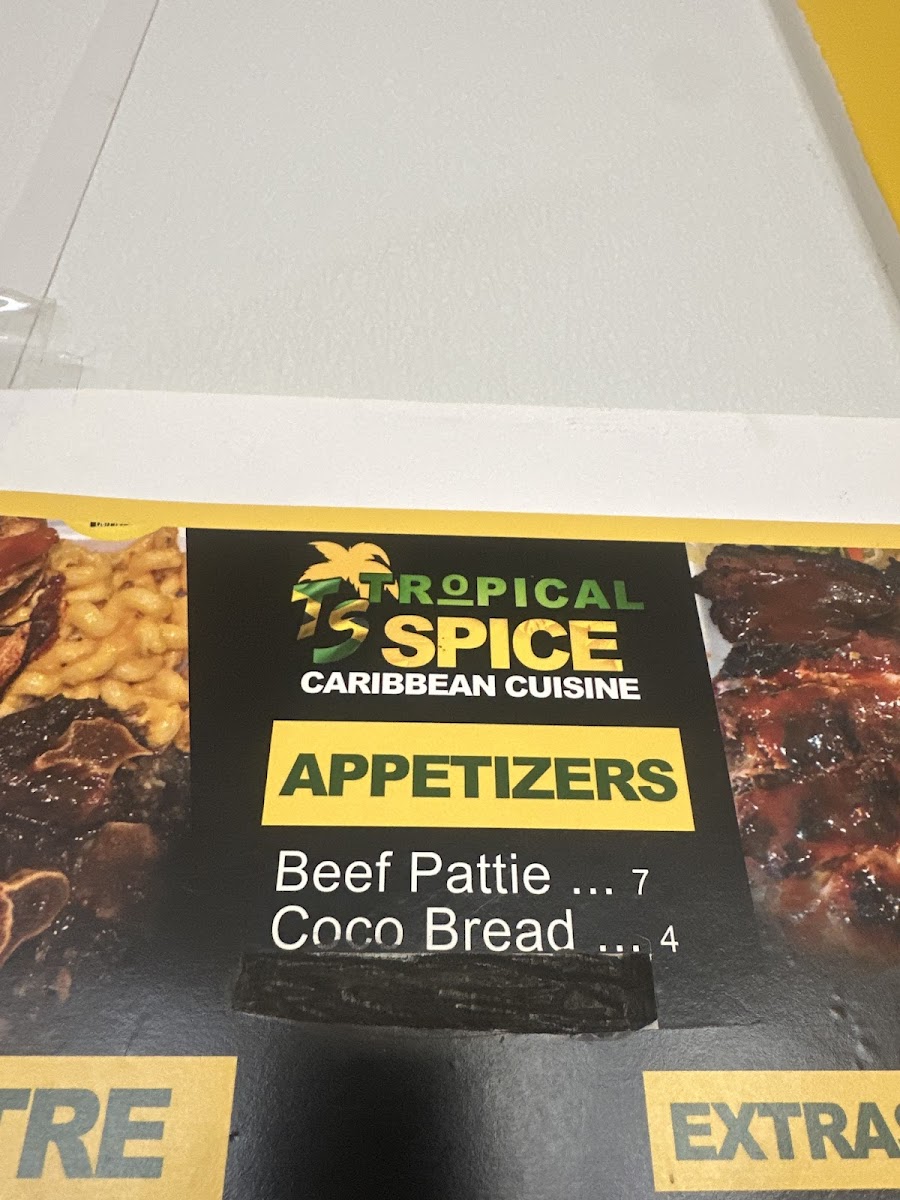 TS
TROPICAL
SPICE
CARIBBEAN CUISINE
APPETIZERS
Beef Pattie ... 7
Coco Bread ... 4
TRE
EXTRAS